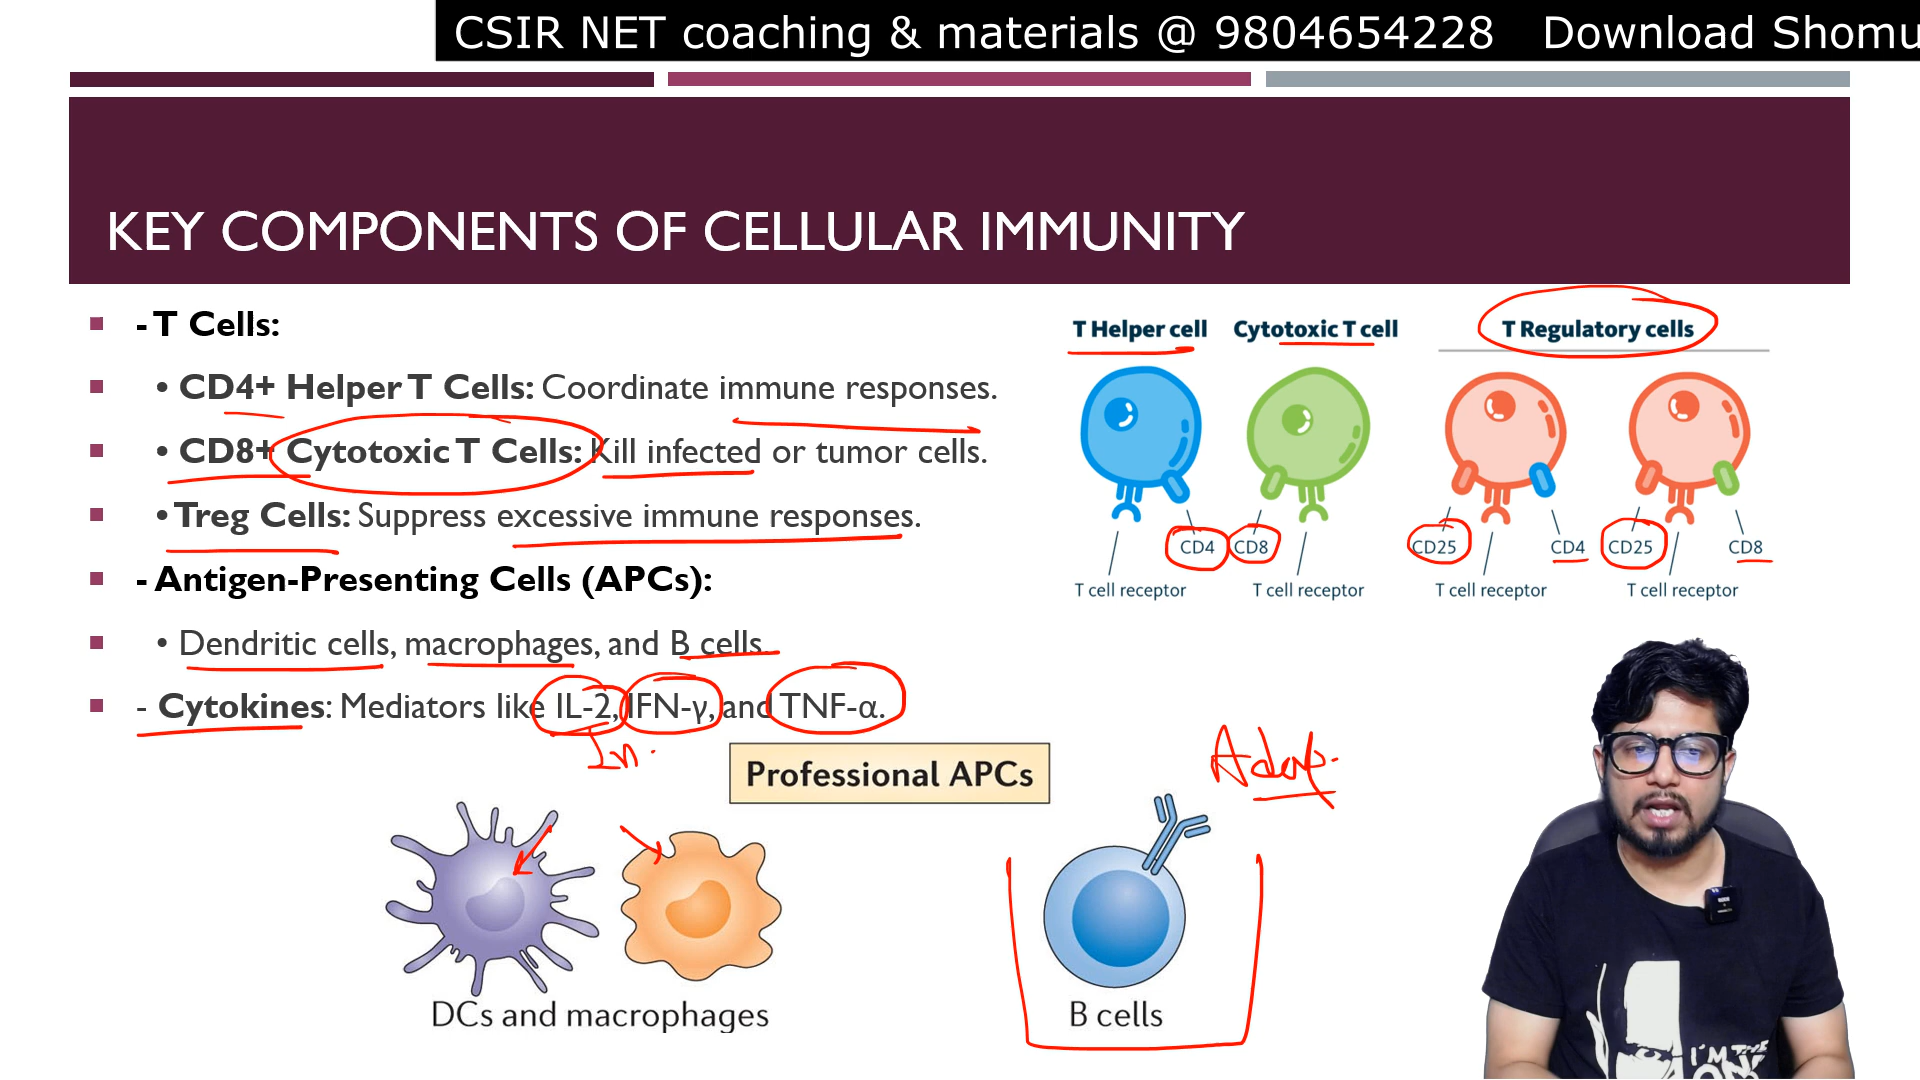 CSIR NET coaching & materials @ 9804654228 Download Shomu
KEY COMPONENTS OF CELLULAR IMMUNITY
- T Cells:
• CD4+ Helper T Cells: Coordinate immune responses.
• CD8+ Cytotoxic T Cells: Kill infected or tumor cells.
• Treg Cells: Suppress excessive immune responses.
- Antigen-Presenting Cells (APCs):
• Dendritic cells, macrophages, and B cells.
- Cytokines: Mediators like IL-2, IFN-γ, and TNF-α.
In.
T Helper cell
Cytotoxic T cell
T Regulatory cells
CD4
CD8
CD25
CD4
CD25
CD8
T cell receptor
T cell receptor
T cell receptor
T cell receptor
Professional APCs
Adap.
DCs and macrophages
B cells
I'M THE